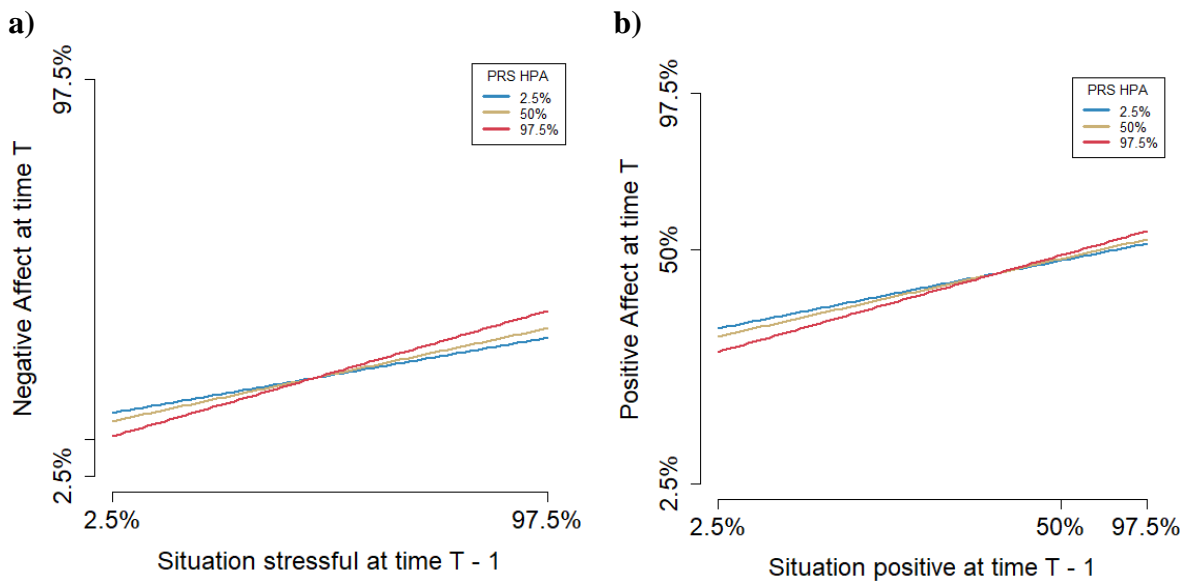 a)
Negative Affect at time T
97.5%
2.5%
PRS HPA
2.5%
50%
97.5%
2.5%
97.5%
Situation stressful at time T - 1
b)
Positive Affect at time T
97.5%
50%
2.5%
PRS HPA
2.5%
50%
97.5%
2.5%
50%
97.5%
Situation positive at time T - 1